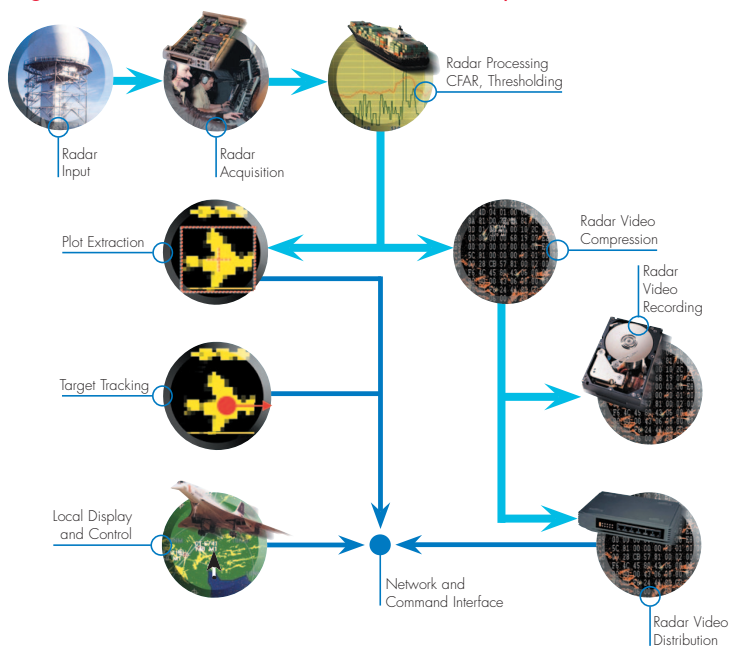 Radar Processing
CFAR, Thresholding
Radar
Input
Radar
Acquisition
Plot Extraction
Radar Video
Compression
Radar
Video
Recording
Target Tracking
Local Display
and Control
Network and
Command Interface
Radar Video
Distribution